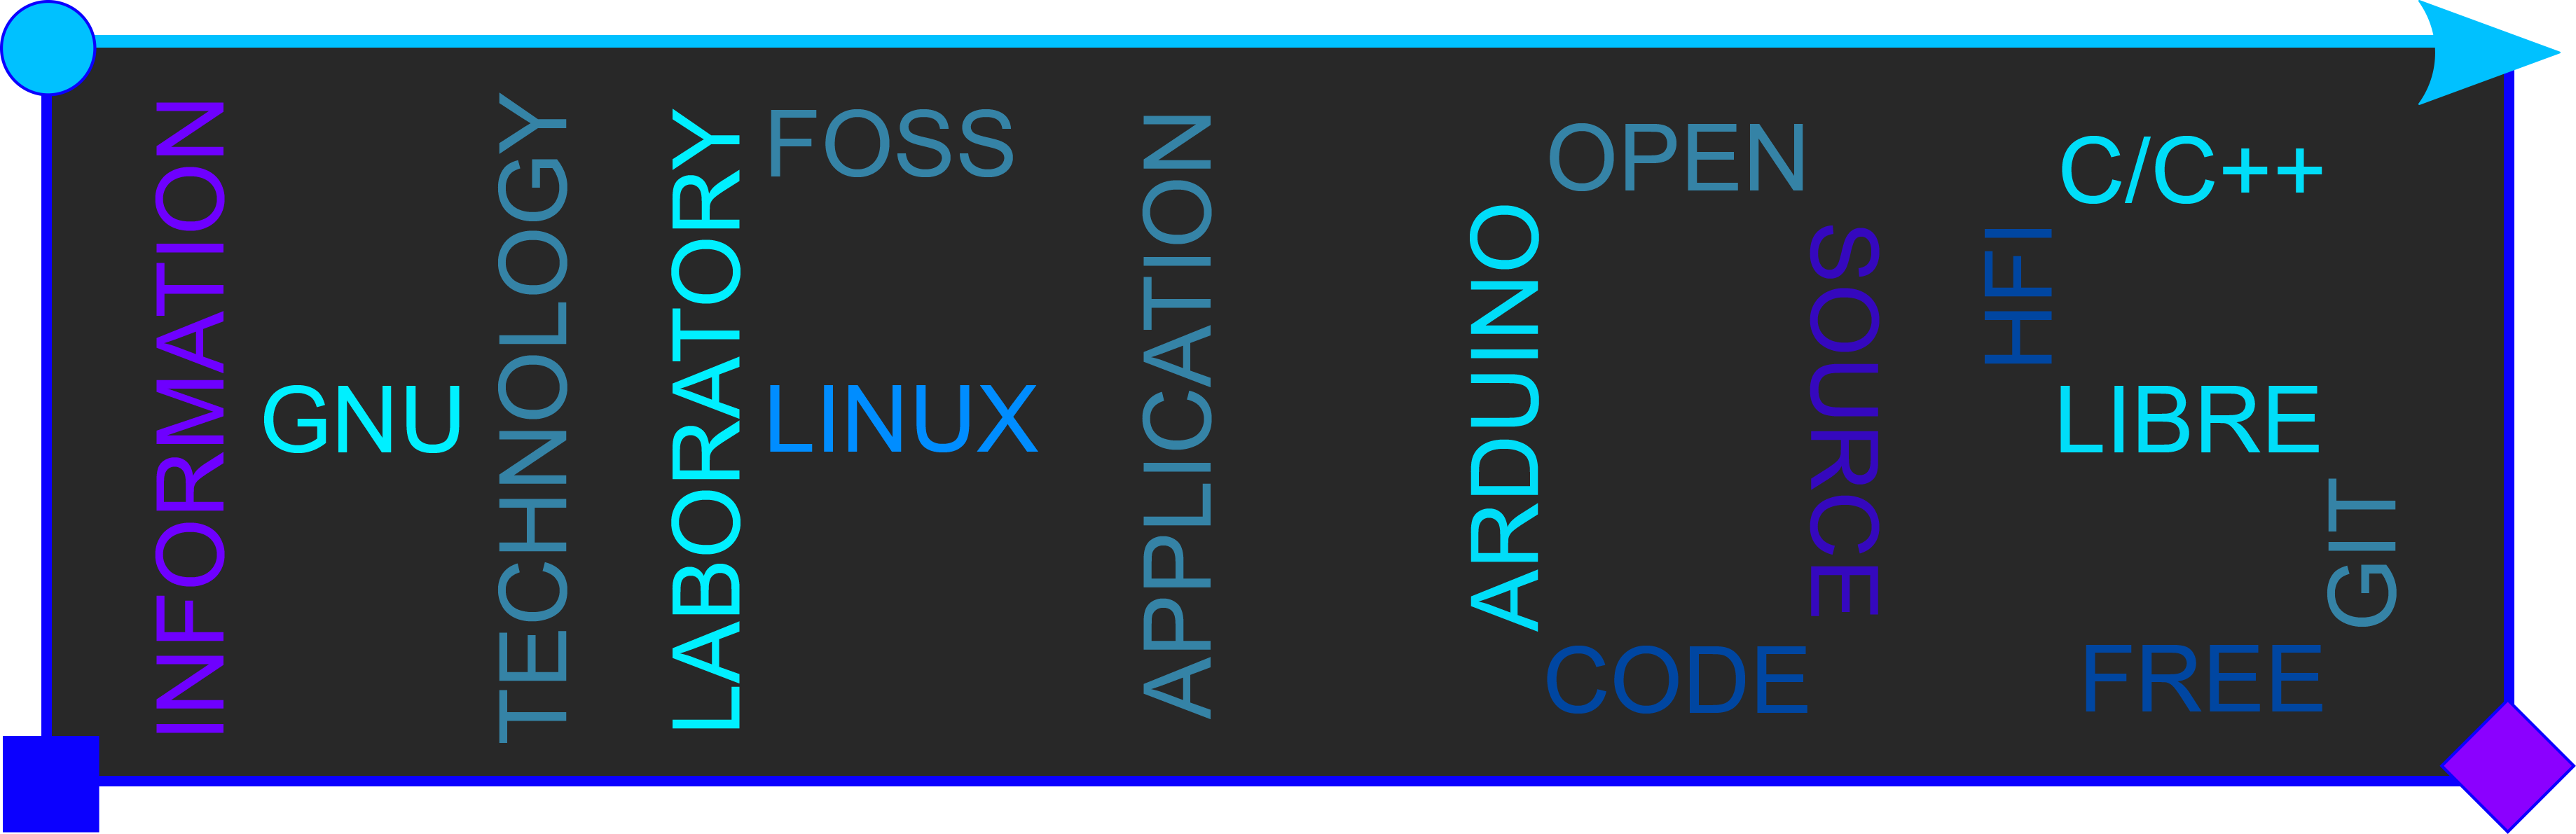 INFORMATION
GNU
TECHNOLOGY
LABORATORY
FOSS
LINUX
APPLICATION
ARDUINO
OPEN
SOURCE
CODE
HFI
C/C++
LIBRE
GIT
FREE